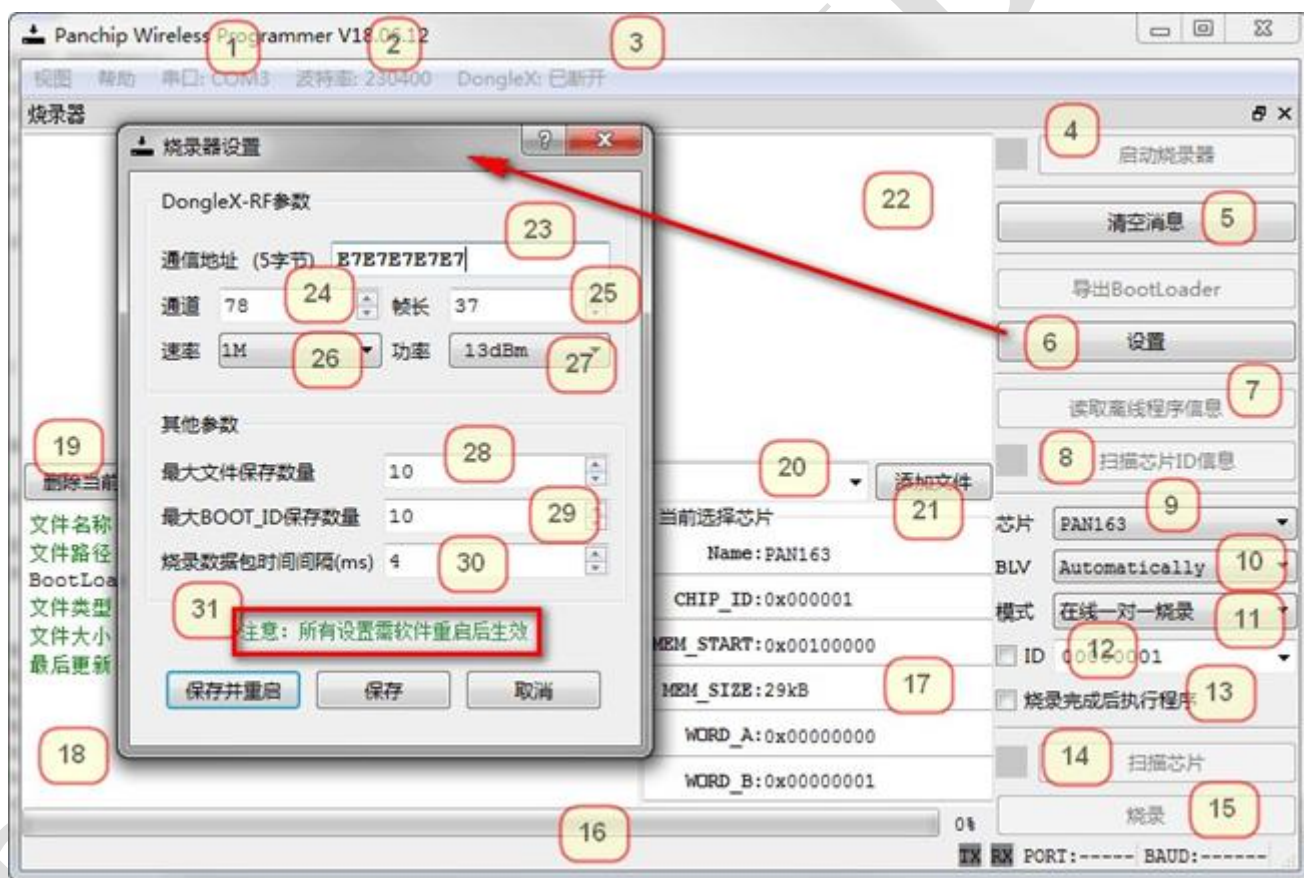 Panchip Wireless Programmer V18.06.12
1
2
3
视图 帮助 串口: COM3 波特率: 230400 DongleX: 已断开
烧录器
4
启动烧录器
22
清空消息 5
导出BootLoader
6 设置
7
读取离线程序信息
8 扫描芯片ID信息
烧录器设置
DongleX-RF参数
23
通信地址 (5字节) E7E7E7E7E7
通道 78 24 帧长 37 25
速率 1M 26 功率 13dBm 27
其他参数
最大文件保存数量 10 28
最大BOOT_ID保存数量 10 29
烧录数据包时间间隔(ms) 4 30
31
注意：所有设置需软件重启后生效
保存并重启 保存 取消
19
删除当前
20
添加文件
21
文件名称
文件路径
BootLoa
文件类型
文件大小
最后更新
18
当前选择芯片
Name:PAN163
CHIP_ID:0x000001
MEM_START:0x00100000
MEM_SIZE:29kB 17
WORD_A:0x00000000
WORD_B:0x00000001
9
芯片 PAN163
BLV Automatically 10
模式 在线一对一烧录 11
ID 00000001 12
烧录完成后执行程序 13
14 扫描芯片
烧录 15
16
0%
TX RX PORT:----- BAUD:------